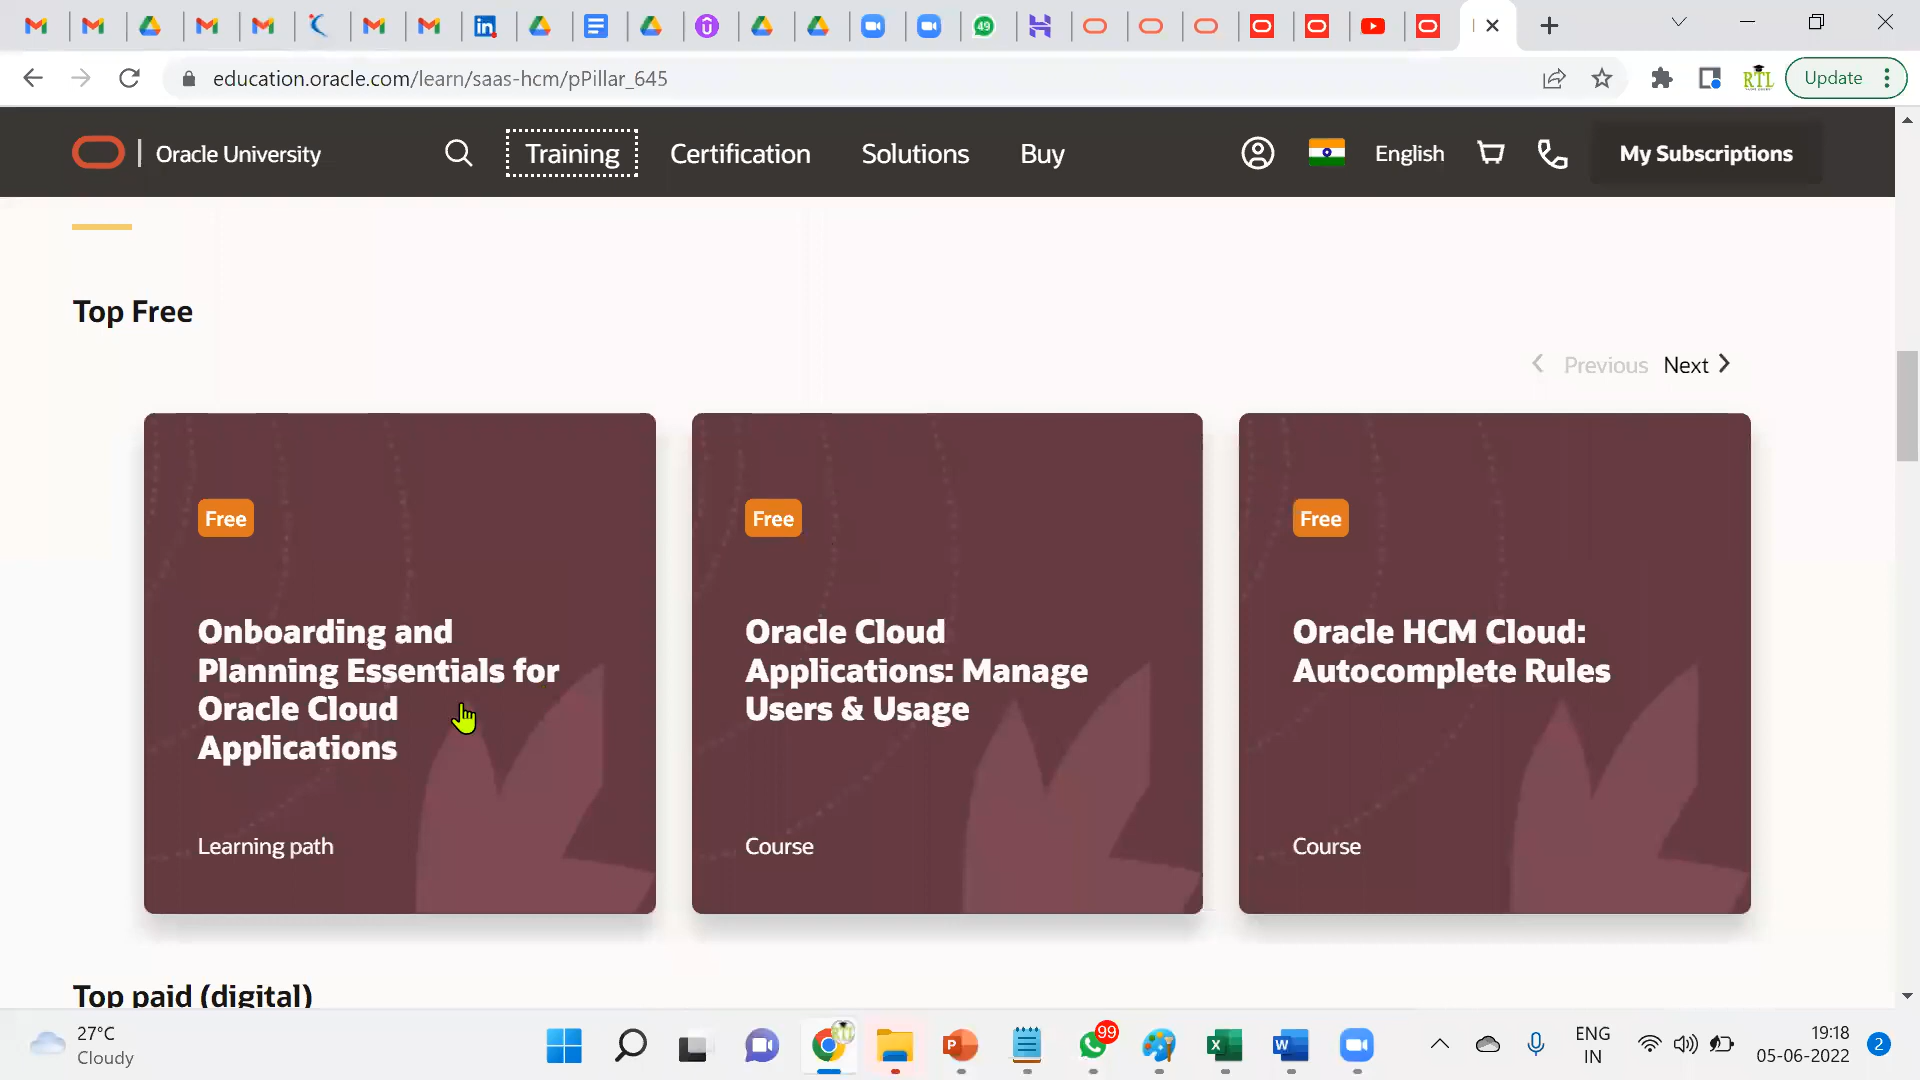 49
education.oracle.com/learn/saas-hcm/pPillar_645
RTL
Update
Oracle University
Training
Certification
Solutions
Buy
English
My Subscriptions
Top Free
Previous
Next
Free
Onboarding and
Planning Essentials for
Oracle Cloud
Applications
Learning path
Free
Oracle Cloud
Applications: Manage
Users & Usage
Course
Free
Oracle HCM Cloud:
Autocomplete Rules
Course
Top paid (digital)
27°C
Cloudy
99
ENG
IN
19:18
05-06-2022
2